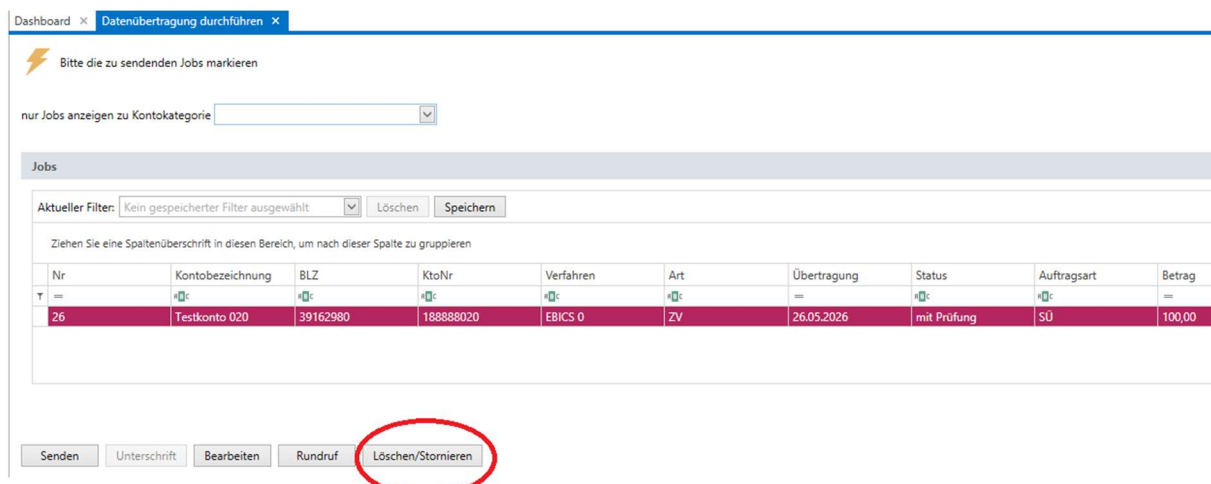 Dashboard × Datenübertragung durchführen ×
Bitte die zu sendenden Jobs markieren
nur Jobs anzeigen zu Kontokategorie
Jobs
Aktueller Filter: Kein gespeicherter Filter ausgewählt Löschen Speichern
Ziehen Sie eine Spaltenüberschrift in diesen Bereich, um nach dieser Spalte zu gruppieren
Nr Kontobezeichnung BLZ KtoNr Verfahren Art Übertragung Status Auftragsart Betrag
= = =
26 Testkonto 020 39162980 188888020 EBICS 0 ZV 26.05.2026 mit Prüfung SÜ 100,00
Senden Unterschrift Bearbeiten Rundruf Löschen/Stornieren